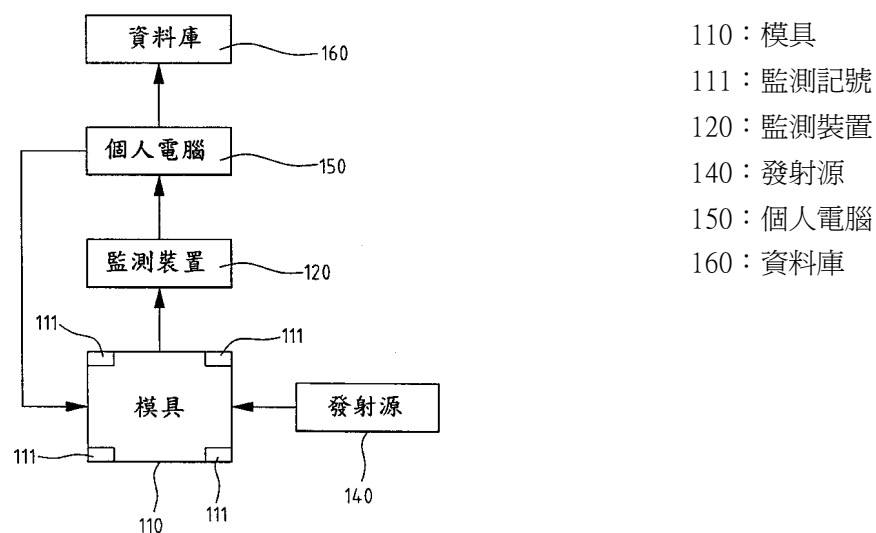 資料庫
160
個人電腦
150
監測裝置
120
111
111
模具
發射源
111
110
111
140
110：模具
111：監測記號
120：監測裝置
140：發射源
150：個人電腦
160：資料庫